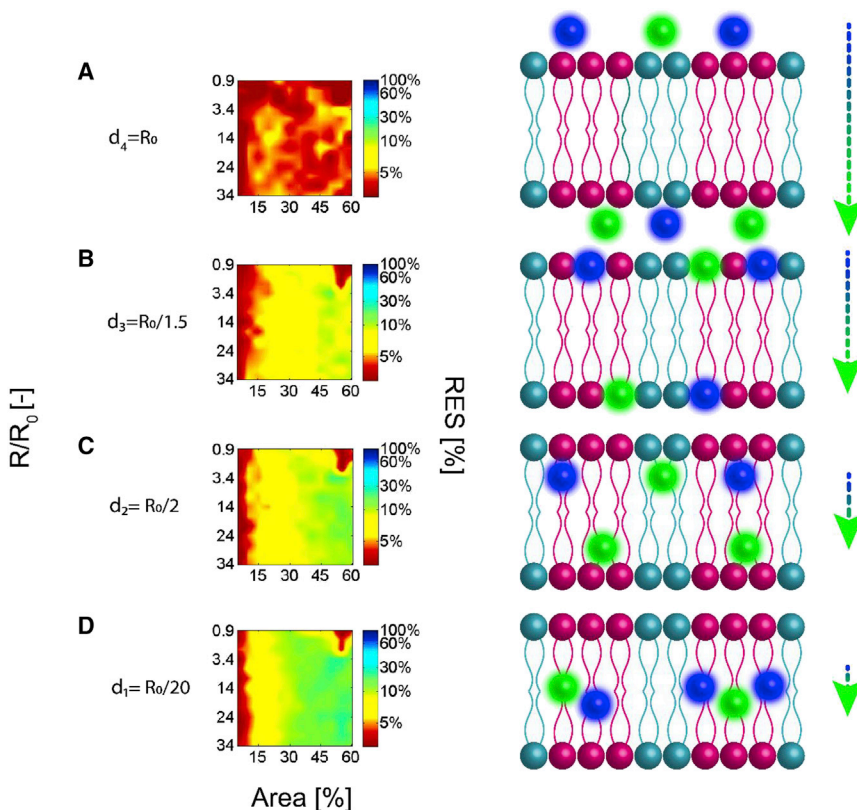 A
d₄=R₀
0.9
3.4
14
24
34
15 30 45 60
100%
60%
30%
10%
5%
B
d₃=R₀/1.5
0.9
3.4
14
24
34
15 30 45 60
100%
60%
30%
10%
5%
C
d₂= R₀/2
0.9
3.4
14
24
34
15 30 45 60
100%
60%
30%
10%
5%
D
d₁= R₀/20
0.9
3.4
14
24
34
15 30 45 60
100%
60%
30%
10%
5%
R/R₀ [-]
RES [%]
Area [%]